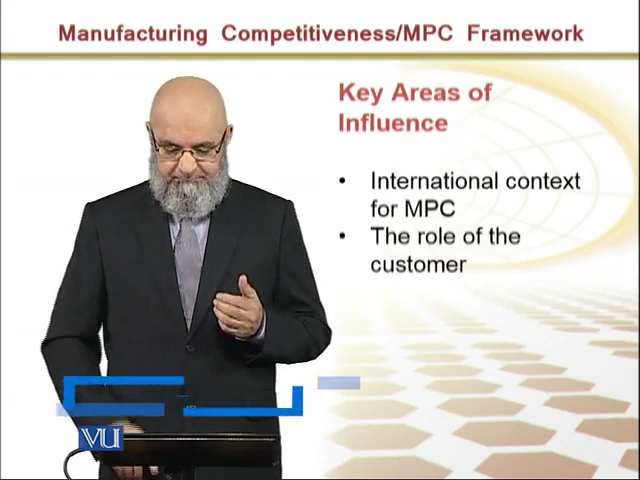 Manufacturing Competitiveness/MPC Framework
Key Areas of
Influence
• International context
for MPC
• The role of the
customer
VU